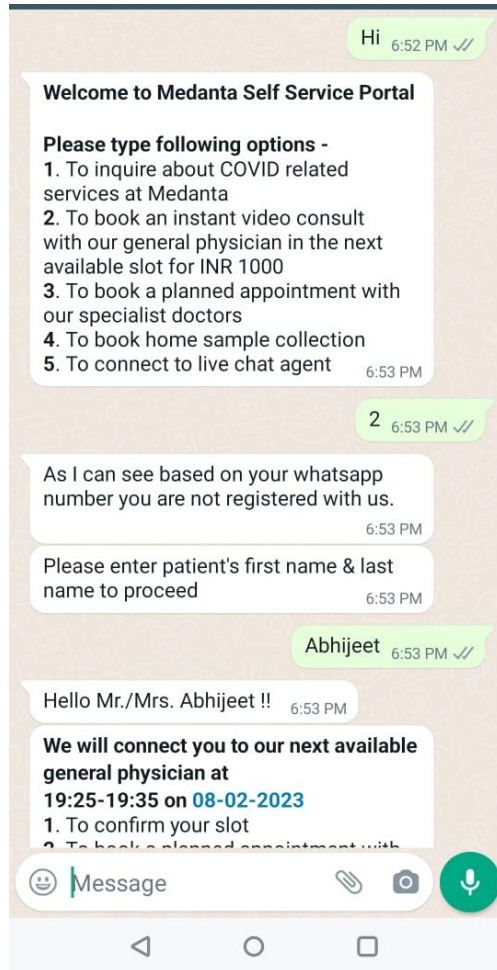 Hi 6:52 PM
Welcome to Medanta Self Service Portal
Please type following options -
1. To inquire about COVID related
services at Medanta
2. To book an instant video consult
with our general physician in the next
available slot for INR 1000
3. To book a planned appointment with
our specialist doctors
4. To book home sample collection
5. To connect to live chat agent 6:53 PM
2 6:53 PM
As I can see based on your whatsapp
number you are not registered with us.
6:53 PM
Please enter patient's first name & last
name to proceed 6:53 PM
Abhijeet 6:53 PM
Hello Mr./Mrs. Abhijeet !! 6:53 PM
We will connect you to our next available
general physician at
19:25-19:35 on 08-02-2023
1. To confirm your slot
2. To book a planned appointment with
Message